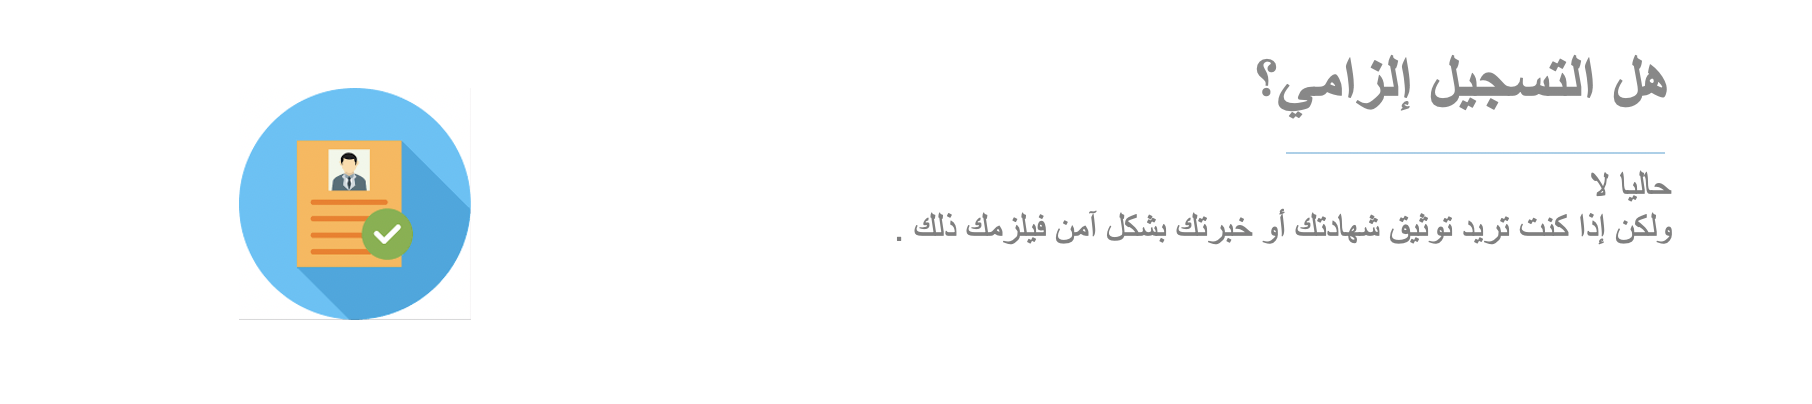 هل التسجيل إلزامي؟
حاليا لا
ولكن إذا كنت تريد توثيق شهادتك أو خبرتك بشكل آمن فيلزمك ذلك .